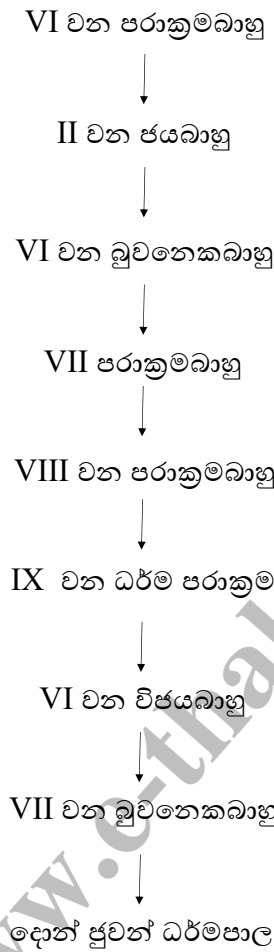 VI වන පරාක්‍රමබාහු
II වන ජයබාහු
VI වන බුවනෙකබාහු
VII පරාක්‍රමබාහු
VIII වන පරාක්‍රමබාහු
IX වන ධර්ම පරාක්‍රම
VI වන විජයබාහු
VII වන බුවනෙකබාහු
දොන් ජුවන් ධර්මපාල